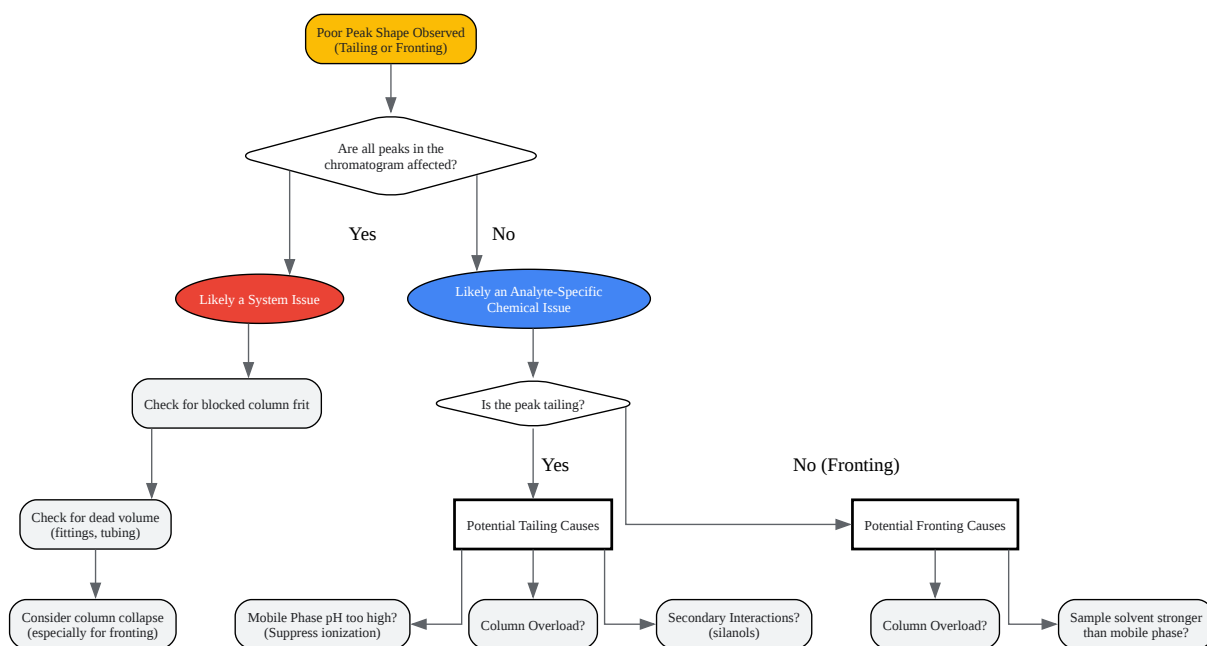 Poor Peak Shape Observed
(Tailing or Fronting)
Are all peaks in the
chromatogram affected?
Yes
No
Likely a System Issue
Likely an Analyte-Specific
Chemical Issue
Check for blocked column frit
Is the peak tailing?
Yes
No (Fronting)
Check for dead volume
(fittings, tubing)
Potential Tailing Causes
Potential Fronting Causes
Consider column collapse
(especially for fronting)
Mobile Phase pH too high?
(Suppress ionization)
Column Overload?
Secondary Interactions?
(silanols)
Column Overload?
Sample solvent stronger
than mobile phase?